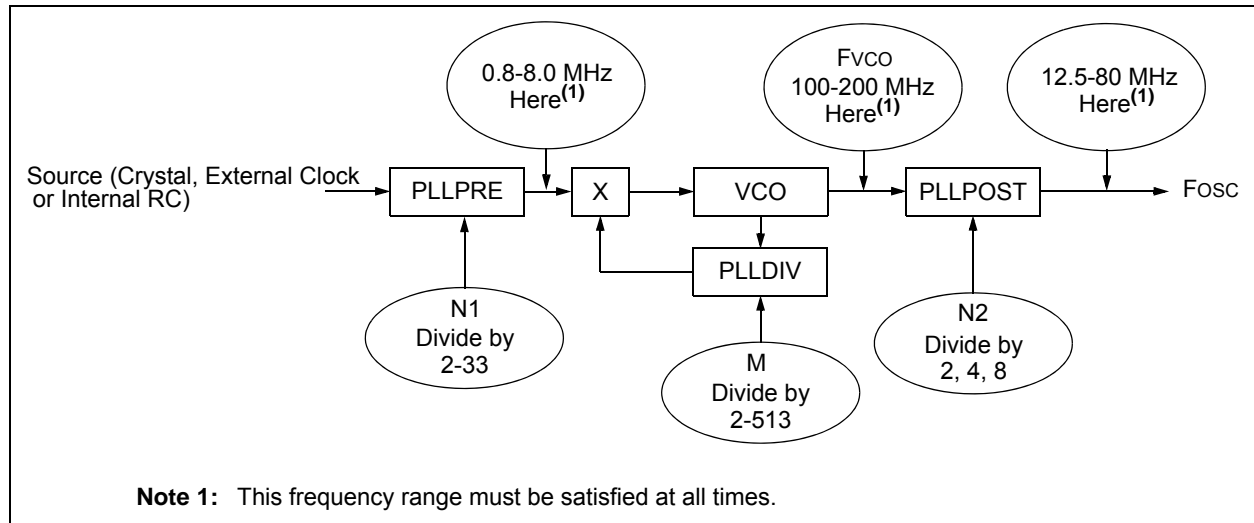 0.8-8.0 MHz
Here(1)
FVCO
100-200 MHz
Here(1)
12.5-80 MHz
Here(1)
Source (Crystal, External Clock
or Internal RC)
PLLPRE
X
VCO
PLLPOST
FOSC
PLLDIV
N1
Divide by
2-33
M
Divide by
2-513
N2
Divide by
2, 4, 8
Note 1: This frequency range must be satisfied at all times.